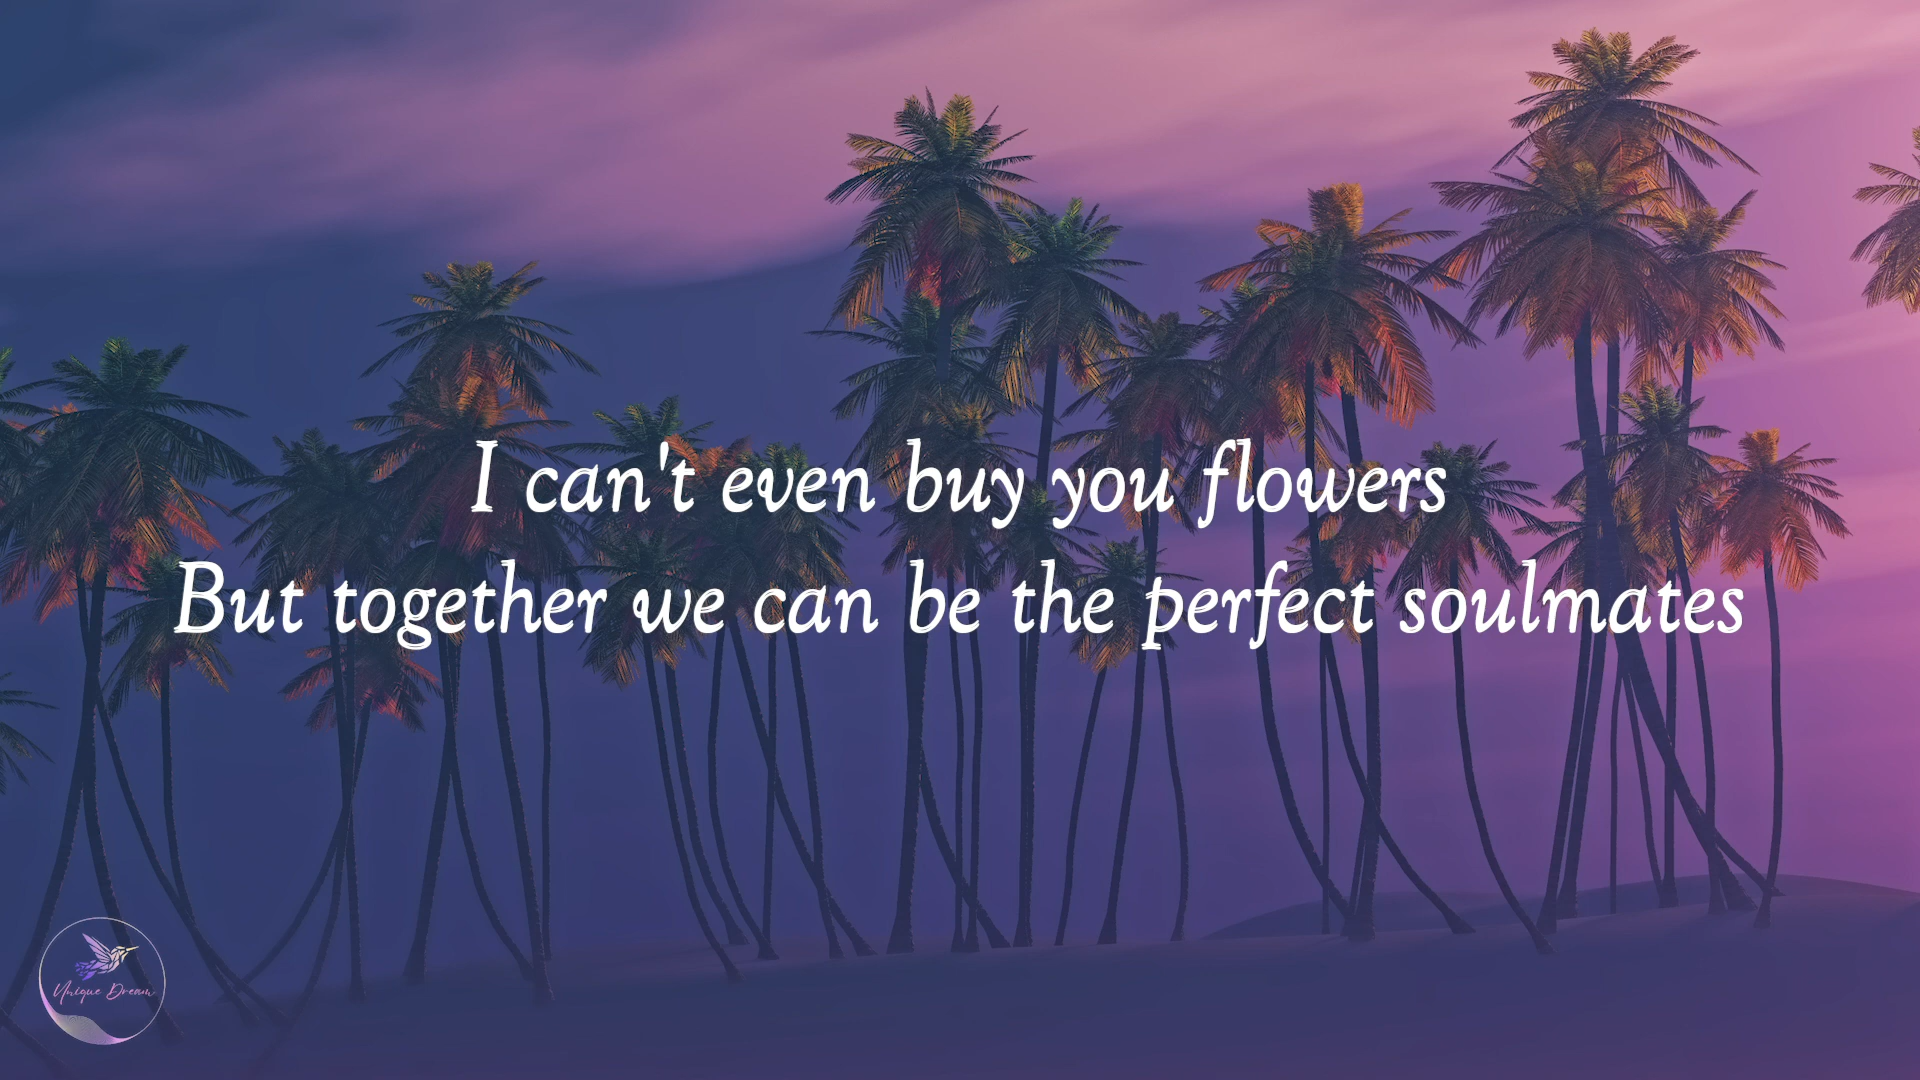 I can't even buy you flowers
But together we can be the perfect soulmates
Unique Dream